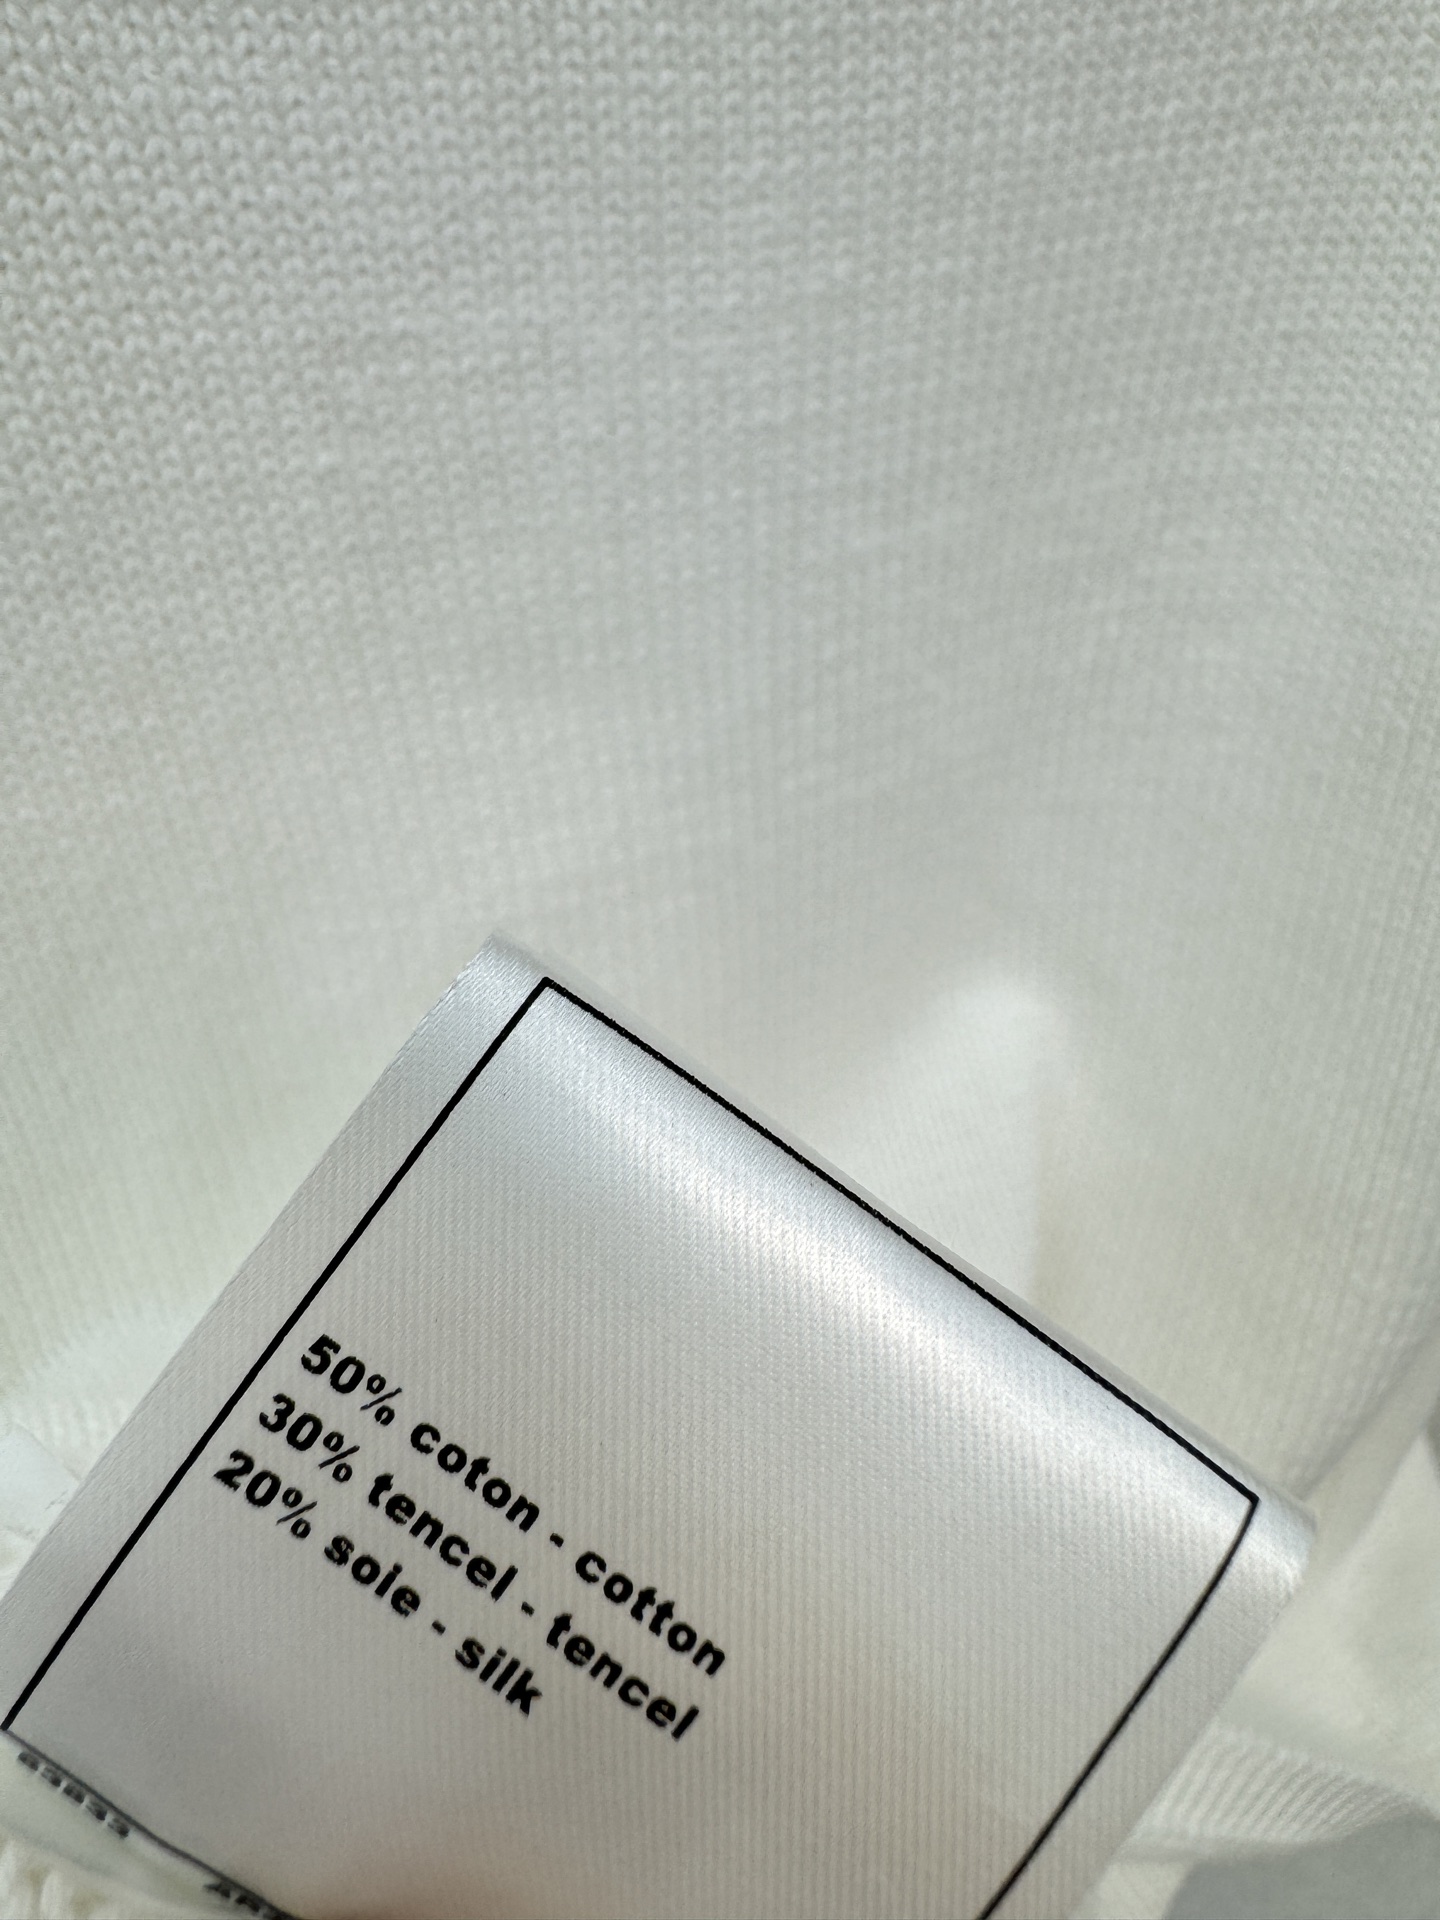 50% coton - cotton
30% tencel - tencel
20% soie - silk